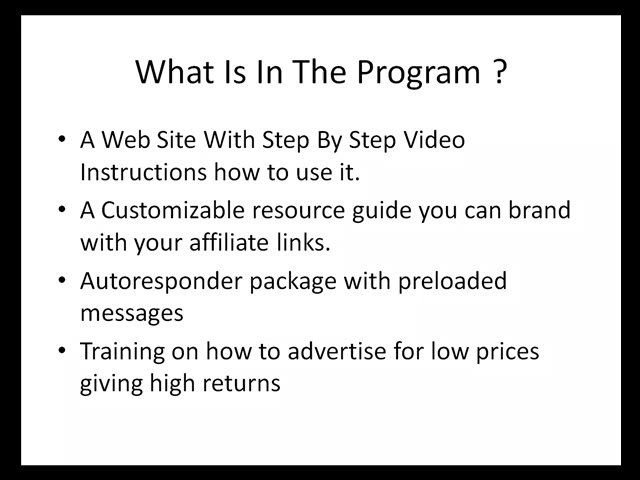 What Is In The Program ?
• A Web Site With Step By Step Video
Instructions how to use it.
• A Customizable resource guide you can brand
with your affiliate links.
• Autoresponder package with preloaded
messages
• Training on how to advertise for low prices
giving high returns